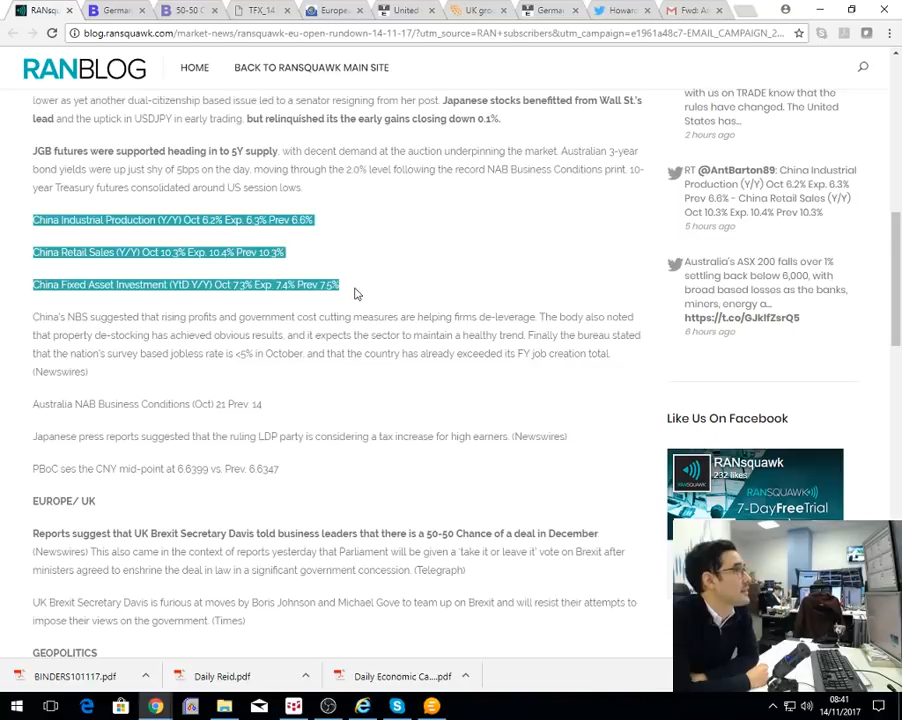 RANsqu
German
50-50 C
TFX_14
Europe
United
UK gro
German
Howar
Fwd: A
blog.ransquawk.com/market-news/ransquawk-eu-open-rundown-14-11-17/?utm_source=RAN+subscribers&utm_campaign=e1961a48c7-EMAIL_CAMPAIGN_2...
RANBLOG
HOME
BACK TO RANSQUAWK MAIN SITE
lower as yet another dual-citizenship based issue led to a senator resigning from her post. Japanese stocks benefitted from Wall St.'s
lead and the uptick in USDJPY in early trading, but relinquished its the early gains closing down 0.1%.
JGB futures were supported heading in to 5Y supply, with decent demand at the auction underpinning the market. Australian 3-year
bond yields were up just shy of 5bps on the day, moving through the 2.0% level following the record NAB Business Conditions print. 10-
year Treasury futures consolidated around US session lows.
China Industrial Production (Y/Y) Oct 6.2% Exp. 6.3% Prev 6.6%
China Retail Sales (Y/Y) Oct 10.3% Exp. 10.4% Prev 10.3%
China Fixed Asset Investment (YtD Y/Y) Oct 7.3% Exp 7.4% Prev 7.5%
China's NBS suggested that rising profits and government cost cutting measures are helping firms de-leverage. The body also noted
that property de-stocking has achieved obvious results, and it expects the sector to maintain a healthy trend. Finally the bureau stated
that the nation's survey based jobless rate is <5% in October, and that the country has already exceeded its FY job creation total.
(Newswires)
Australia NAB Business Conditions (Oct) 21 Prev. 14
Japanese press reports suggested that the ruling LDP party is considering a tax increase for high earners. (Newswires)
PBoC ses the CNY mid-point at 6.6399 vs. Prev. 6.6347
EUROPE/ UK
Reports suggest that UK Brexit Secretary Davis told business leaders that there is a 50-50 Chance of a deal in December
(Newswires) This also came in the context of reports yesterday that Parliament will be given a 'take it or leave it' vote on Brexit after
ministers agreed to enshrine the deal in law in a significant government concession. (Telegraph)
UK Brexit Secretary Davis is furious at moves by Boris Johnson and Michael Gove to team up on Brexit and will resist their attempts to
impose their views on the government. (Times)
GEOPOLITICS
with us on TRADE know that the
rules have changed. The United
States has...
2 hours ago
RT @AntBarton89: China Industrial
Production (Y/Y) Oct 6.2% Exp. 6.3%
Prev 6.6% - China Retail Sales (Y/Y)
Oct 10.3% Exp. 10.4% Prev 10.3%
5 hours ago
Australia's ASX 200 falls over 1%
settling back below 6,000, with
broad based losses as the banks,
miners, energy a...
https://t.co/GJkIfZsrQ5
6 hours ago
Like Us On Facebook
RANsquawk
232 likes
RANSQUAWK
7-DayFreeTrial
BINDERS101117.pdf
Daily Reid.pdf
Daily Economic Ca....pdf
08:41
14/11/2017